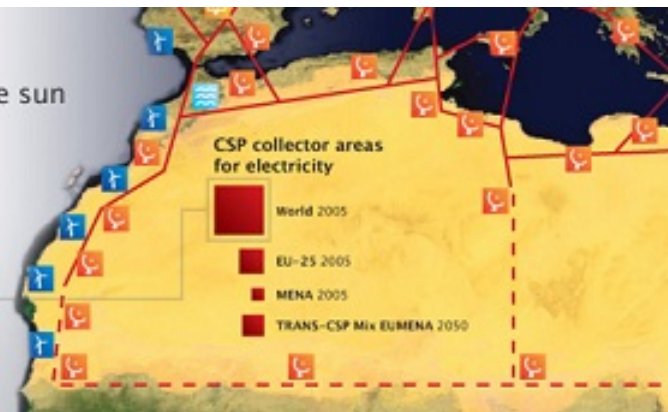 e sun
CSP collector areas
for electricity
World 2005
EU-25 2005
MENA 2005
TRANS-CSP Mix EUMENA 2050